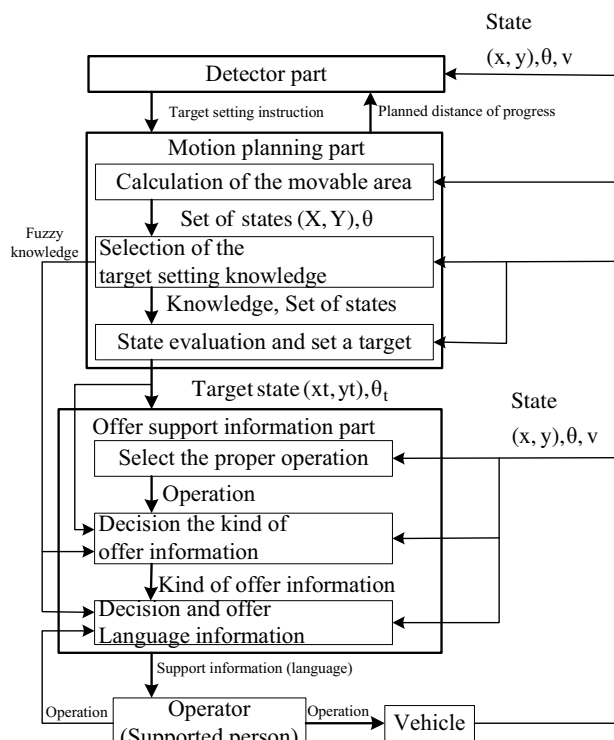 State
(x, y),θ, v
Detector part
Target setting instruction
Planned distance of progress
Motion planning part
Calculation of the movable area
Set of states (X, Y),θ
Fuzzy
knowledge
Selection of the
target setting knowledge
Knowledge, Set of states
State evaluation and set a target
Target state (xt, yt),θt
State
(x, y),θ, v
Offer support information part
Select the proper operation
Operation
Decision the kind of
offer information
Kind of offer information
Decision and offer
Language information
Support information (language)
Operation
Operator
(Supported person)
Operation
Vehicle